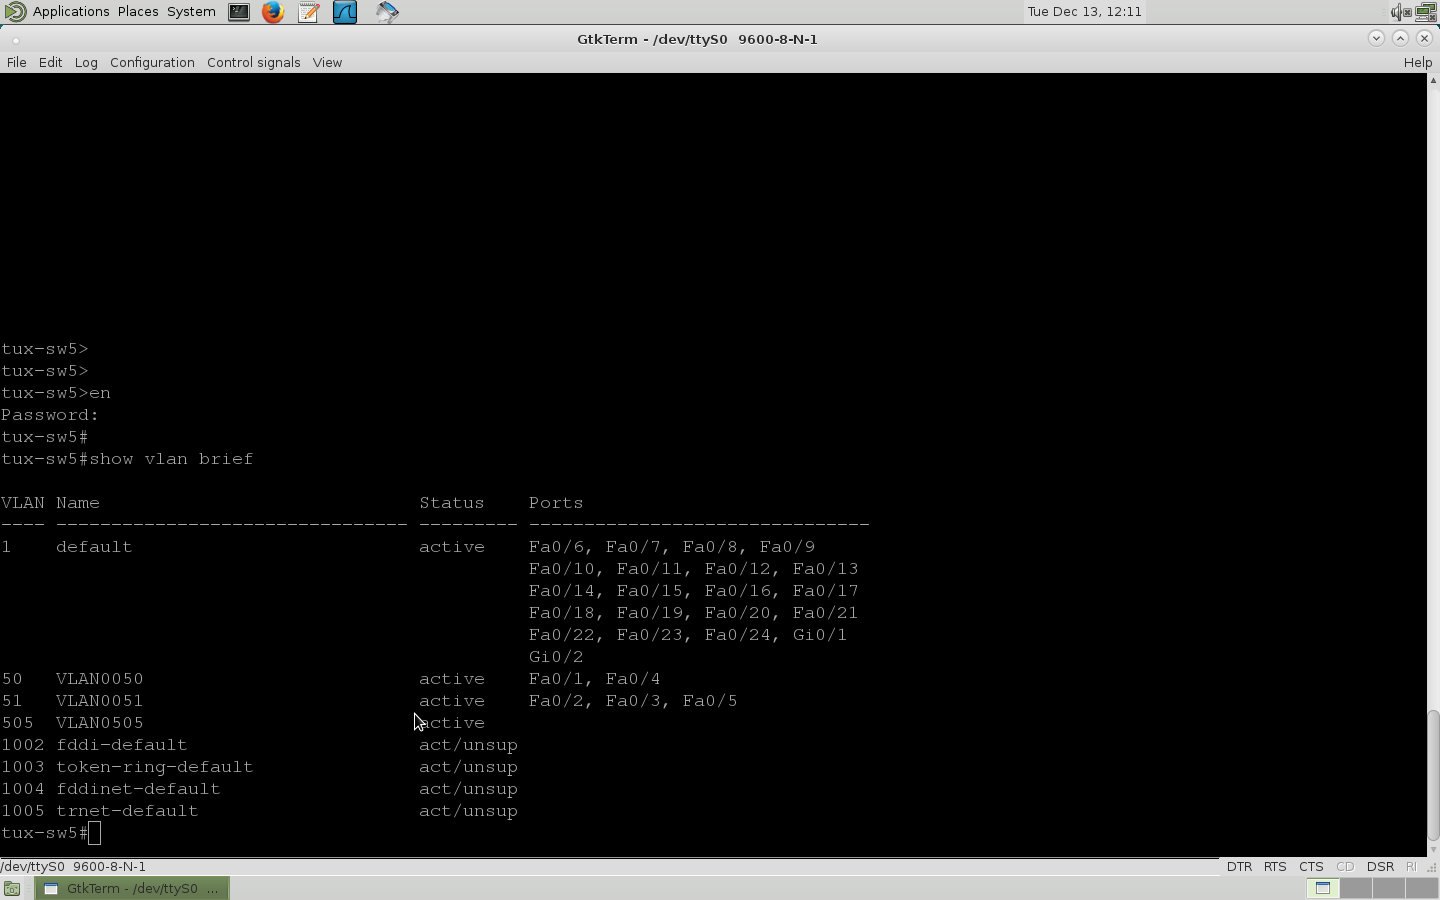 Applications Places System Tue Dec 13, 12:11
GtkTerm - /dev/ttyS0 9600-8-N-1
File Edit Log Configuration Control signals View Help
tux-sw5>
tux-sw5>
tux-sw5>en
Password:
tux-sw5#
tux-sw5#show vlan brief
VLAN Name                             Status    Ports
---- -------------------------------- --------- -------------------------------
1    default                          active    Fa0/6, Fa0/7, Fa0/8, Fa0/9
                                                Fa0/10, Fa0/11, Fa0/12, Fa0/13
                                                Fa0/14, Fa0/15, Fa0/16, Fa0/17
                                                Fa0/18, Fa0/19, Fa0/20, Fa0/21
                                                Fa0/22, Fa0/23, Fa0/24, Gi0/1
                                                Gi0/2
50   VLAN0050                         active    Fa0/1, Fa0/4
51   VLAN0051                         active    Fa0/2, Fa0/3, Fa0/5
505  VLAN0505                         active
1002 fddi-default                     act/unsup
1003 token-ring-default               act/unsup
1004 fddinet-default                  act/unsup
1005 trnet-default                    act/unsup
tux-sw5#
/dev/ttyS0 9600-8-N-1 DTR RTS CTS CD DSR RI
GtkTerm - /dev/ttyS0 ...